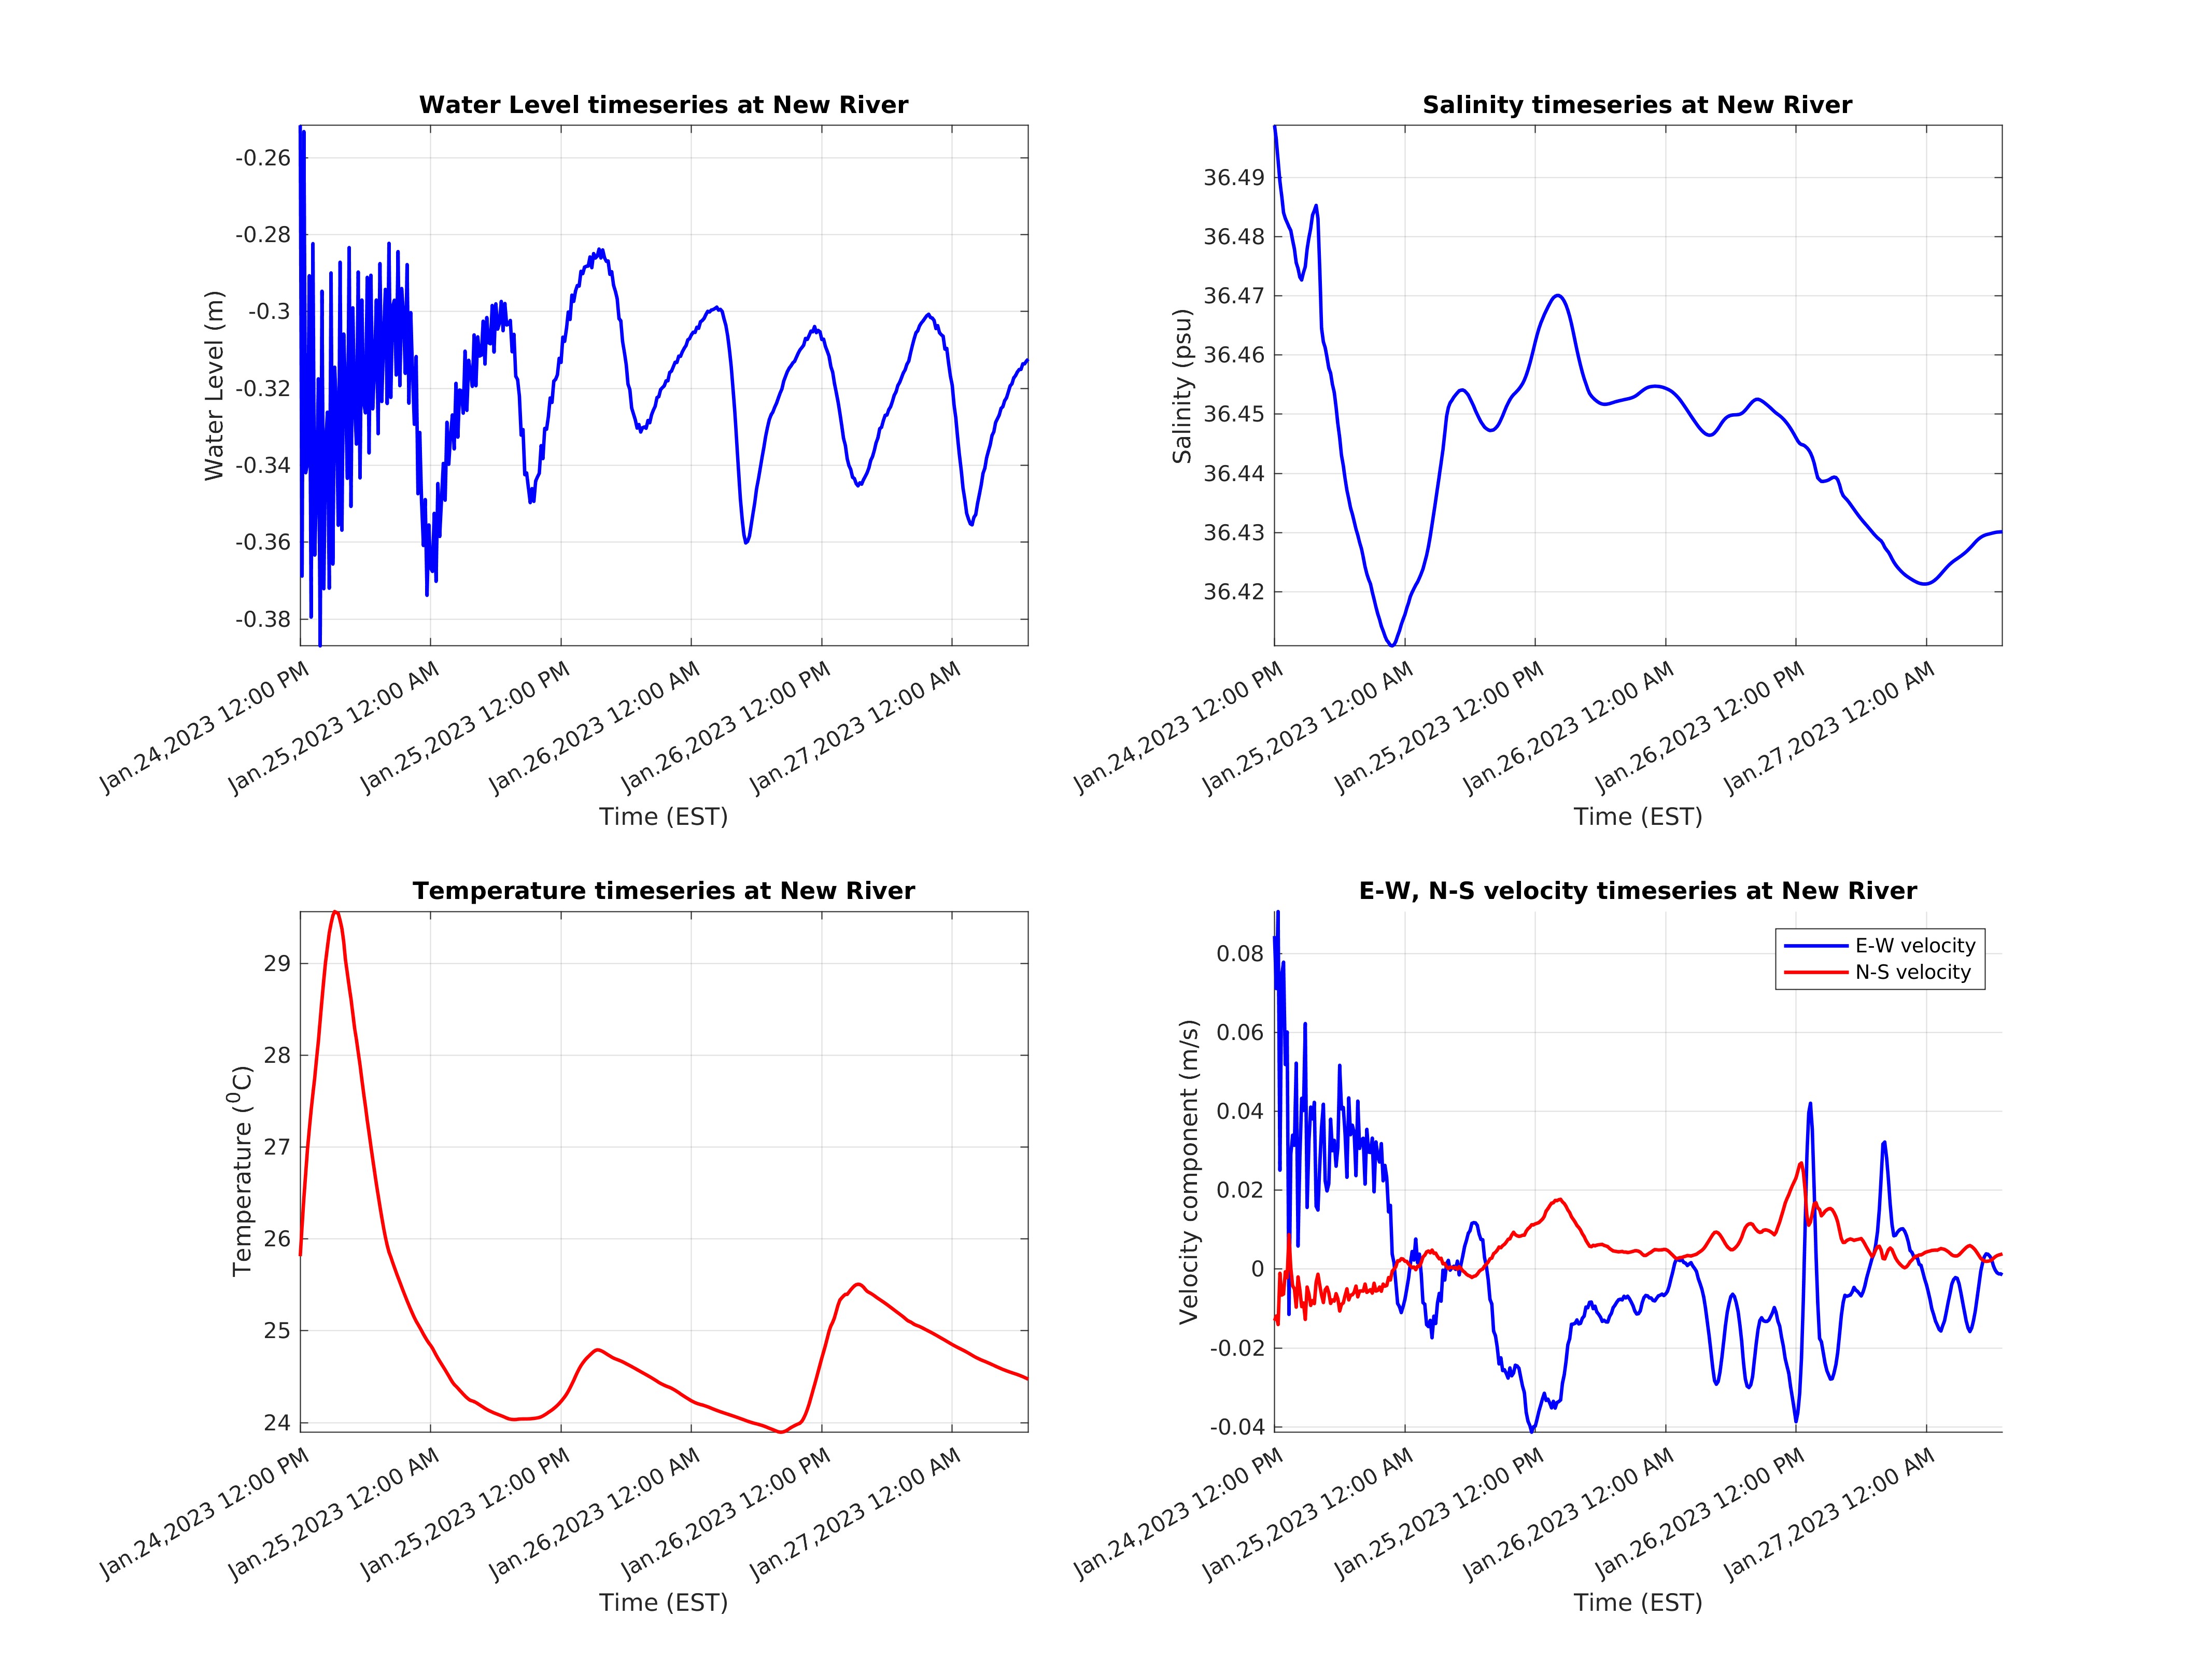 Water Level timeseries at New River
Water Level (m)
-0.26
-0.28
-0.3
-0.32
-0.34
-0.36
-0.38
Jan.24,2023 12:00 PM
Jan.25,2023 12:00 AM
Jan.25,2023 12:00 PM
Jan.26,2023 12:00 AM
Jan.26,2023 12:00 PM
Jan.27,2023 12:00 AM
Time (EST)
Salinity timeseries at New River
Salinity (psu)
36.49
36.48
36.47
36.46
36.45
36.44
36.43
36.42
Jan.24,2023 12:00 PM
Jan.25,2023 12:00 AM
Jan.25,2023 12:00 PM
Jan.26,2023 12:00 AM
Jan.26,2023 12:00 PM
Jan.27,2023 12:00 AM
Time (EST)
Temperature timeseries at New River
Temperature (⁰C)
29
28
27
26
25
24
Jan.24,2023 12:00 PM
Jan.25,2023 12:00 AM
Jan.25,2023 12:00 PM
Jan.26,2023 12:00 AM
Jan.26,2023 12:00 PM
Jan.27,2023 12:00 AM
Time (EST)
E-W, N-S velocity timeseries at New River
Velocity component (m/s)
0.08
0.06
0.04
0.02
0
-0.02
-0.04
E-W velocity
N-S velocity
Jan.24,2023 12:00 PM
Jan.25,2023 12:00 AM
Jan.25,2023 12:00 PM
Jan.26,2023 12:00 AM
Jan.26,2023 12:00 PM
Jan.27,2023 12:00 AM
Time (EST)